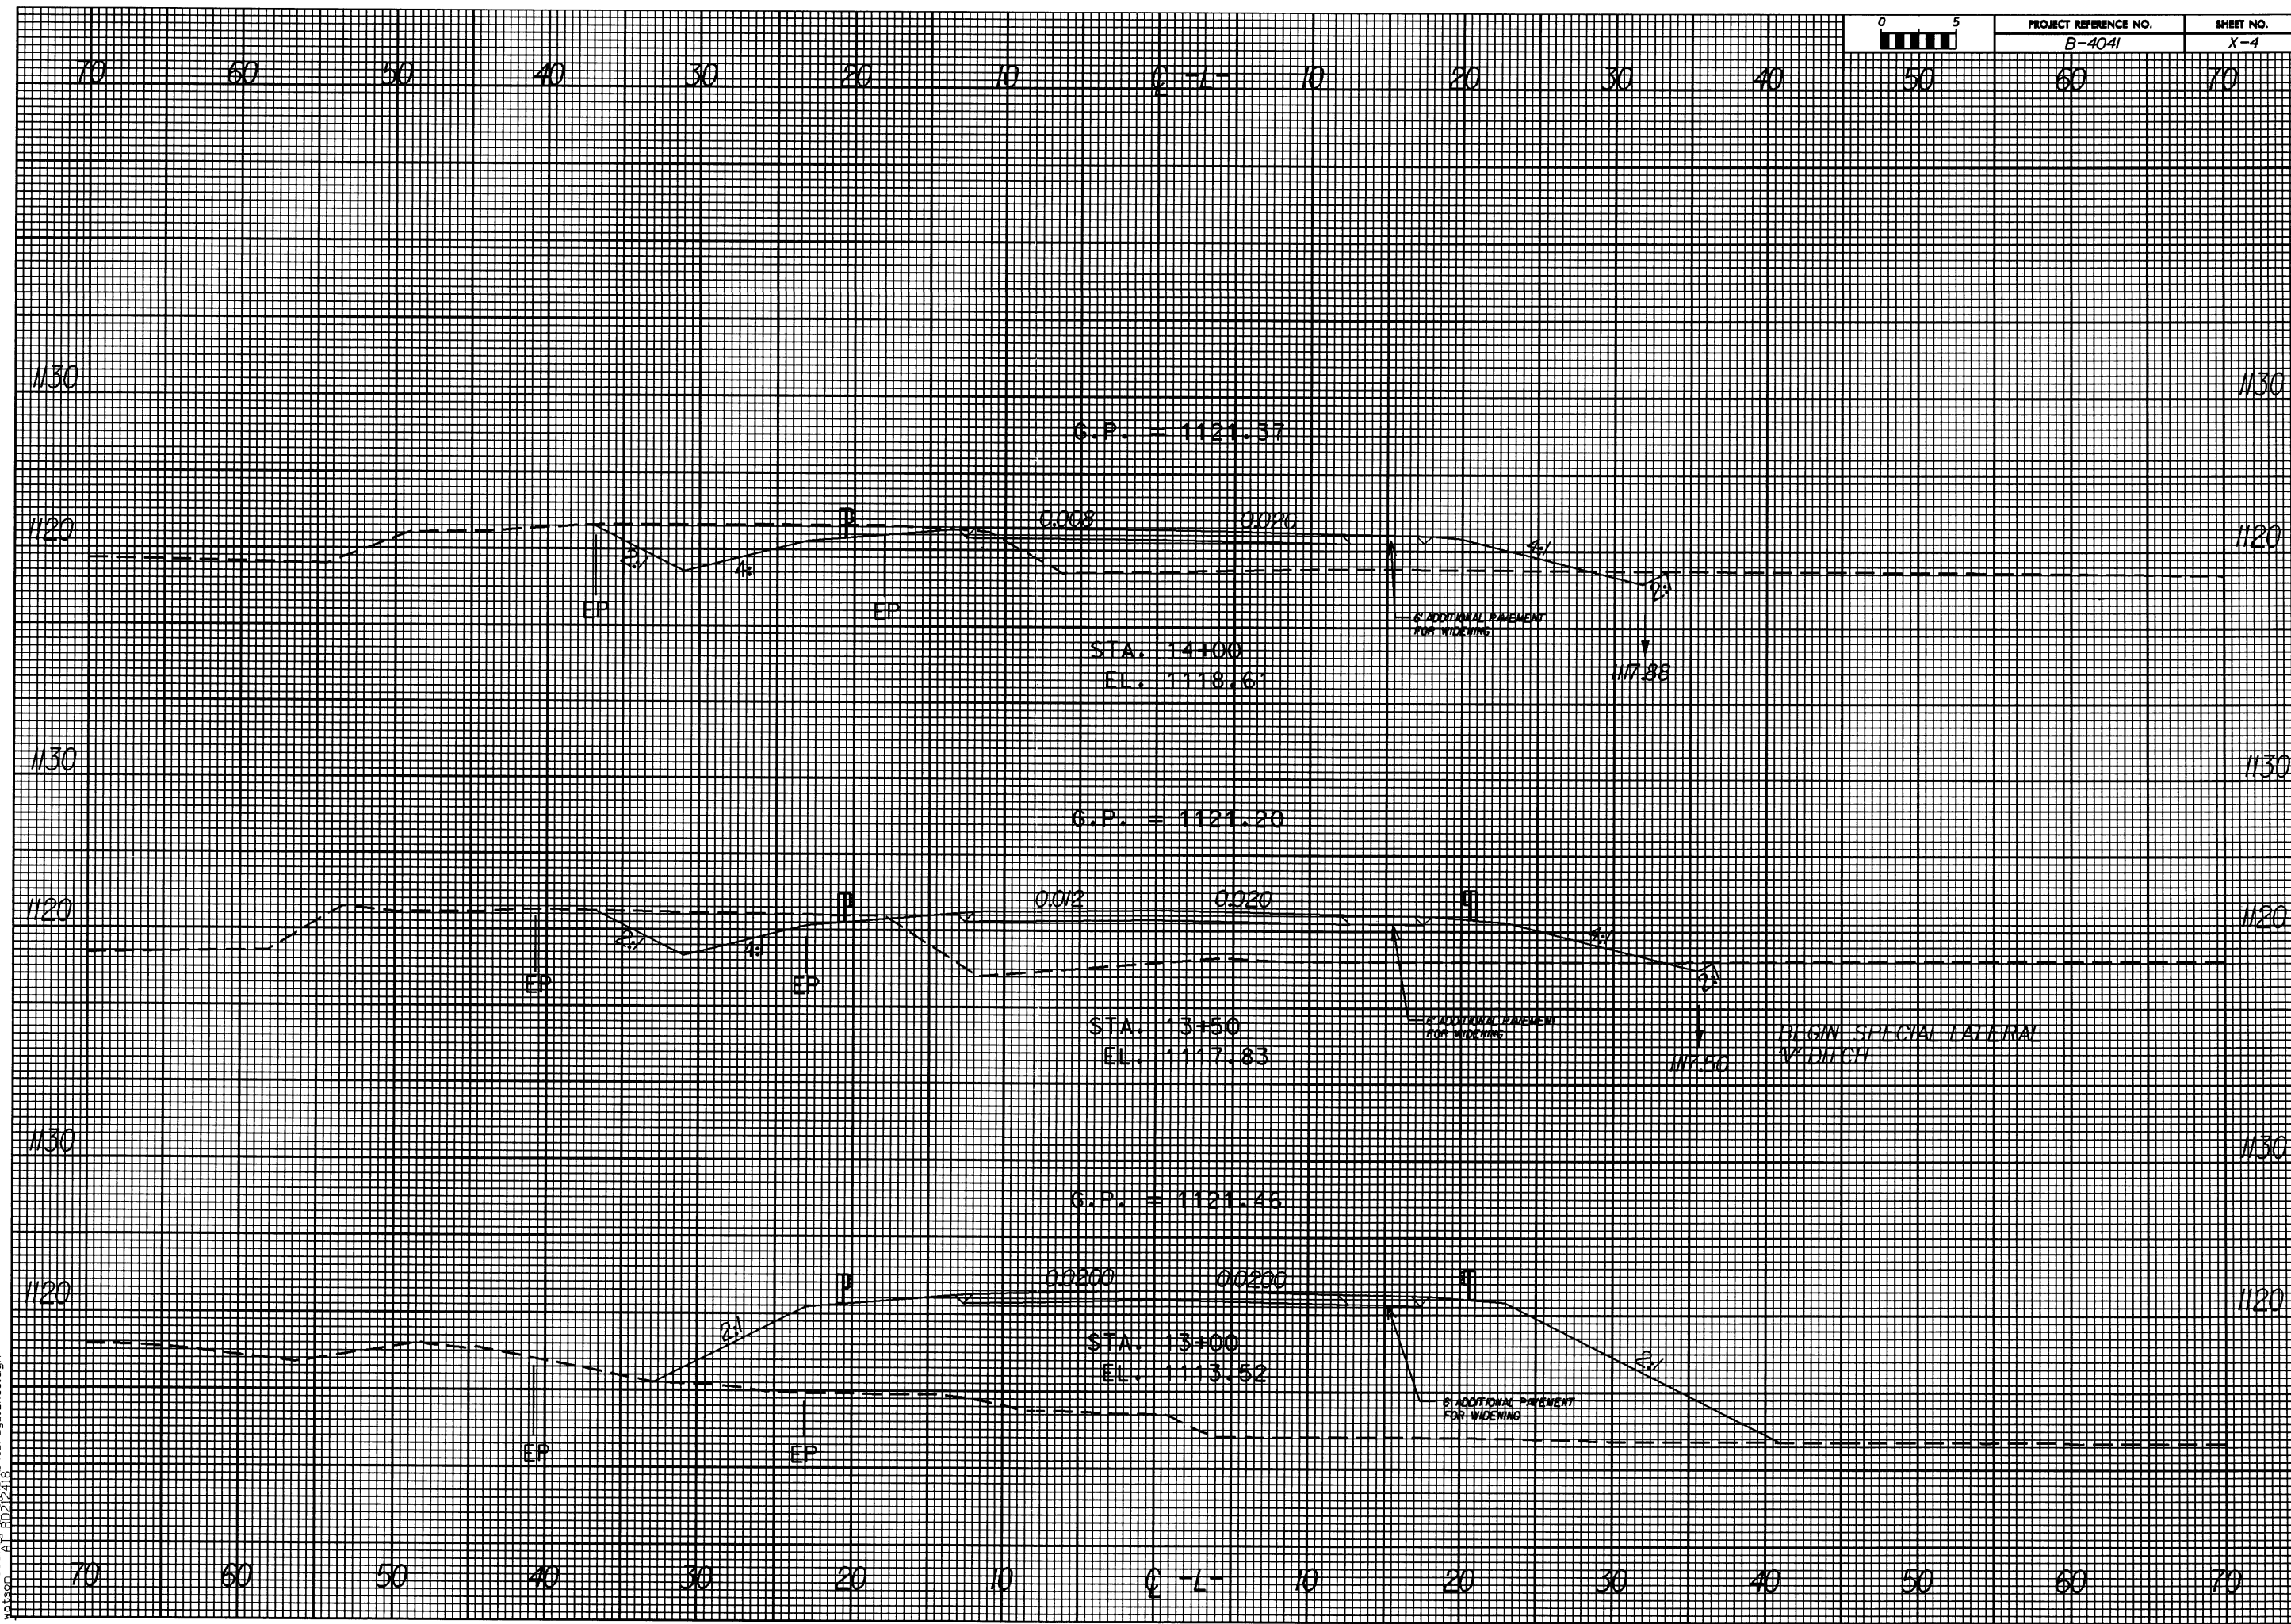 0 5
PROJECT REFERENCE NO. SHEET NO.
B-4041 X-4
70 60 50 40 30 20 10 ℄ -L- 10 20 30 40 50 60 70
1130 1130
G.P. = 1121.37
0.008 0.020
1120 1120
2:1 4: 4:1 2:1
EP EP
6' ADDITIONAL PAVEMENT
FOR WIDENING
STA. 14+00
EL. 1118.61
1117.88
1130 1130
G.P. = 1121.20
0.012 0.020
1120 1120
2:1 4: 4:1 2:1
EP EP
6' ADDITIONAL PAVEMENT
FOR WIDENING
STA. 13+50
EL. 1117.83
1117.50
BEGIN SPECIAL LATERAL
'V' DITCH
1130 1130
G.P. = 1121.46
0.0200 0.0200
1120 1120
2:1 2:1
STA. 13+00
EL. 1113.52
6' ADDITIONAL PAVEMENT
FOR WIDENING
EP EP
70 60 50 40 30 20 10 ℄ -L- 10 20 30 40 50 60 70
watson AT RD212418